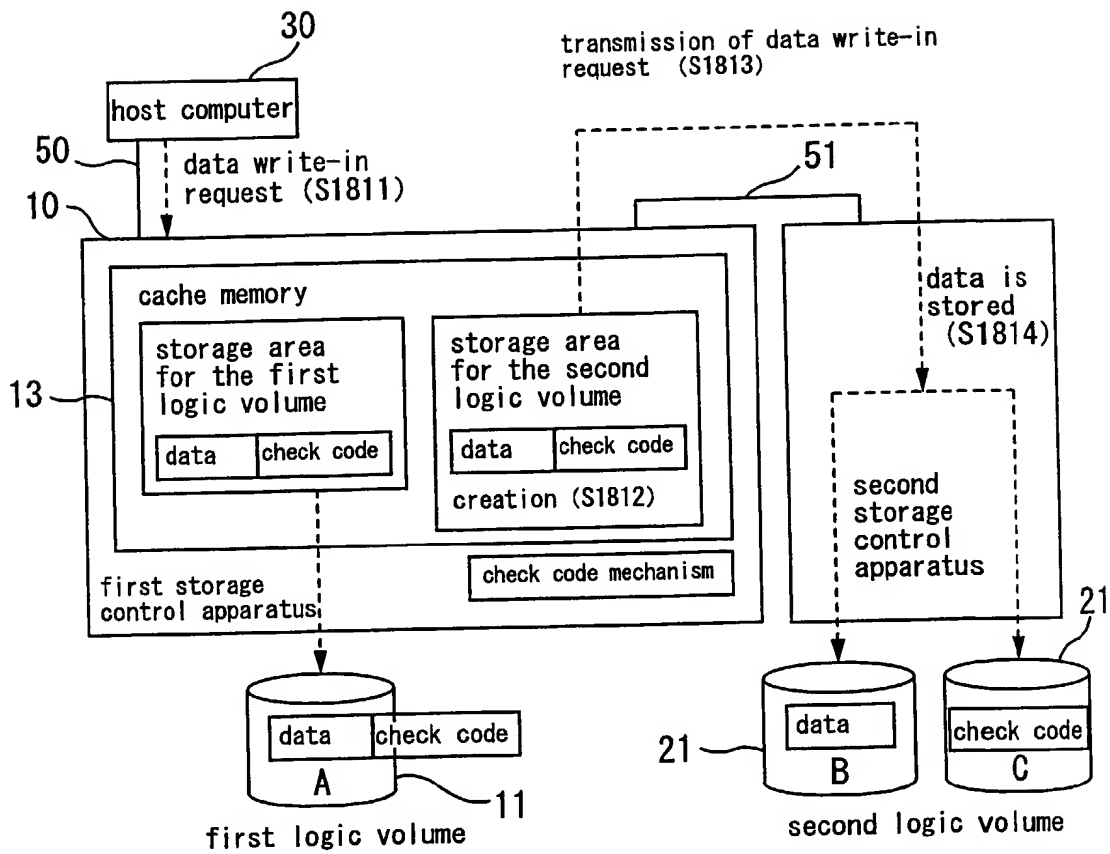 30
transmission of data write-in
request (S1813)
host computer
50
data write-in
request (S1811)
51
10
cache memory
data is
stored
(S1814)
storage area
for the first
logic volume
storage area
for the second
logic volume
13
data
check code
data
check code
creation (S1812)
second
storage
control
apparatus
check code mechanism
first storage
control apparatus
21
data
check code
A
11
first logic volume
21
data
B
check code
C
second logic volume